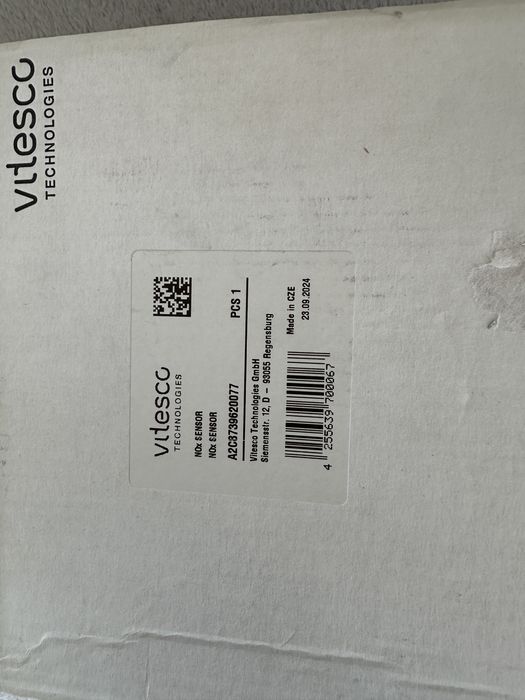 vitesco
TECHNOLOGIES
vitesco
TECHNOLOGIES
NOx SENSOR
NOx SENSOR
A2C8739620077 PCS 1
Vitesco Technologies GmbH
Siemensstr. 12, D - 93055 Regensburg
Made in CZE
23.09.2024
4 255639 700067